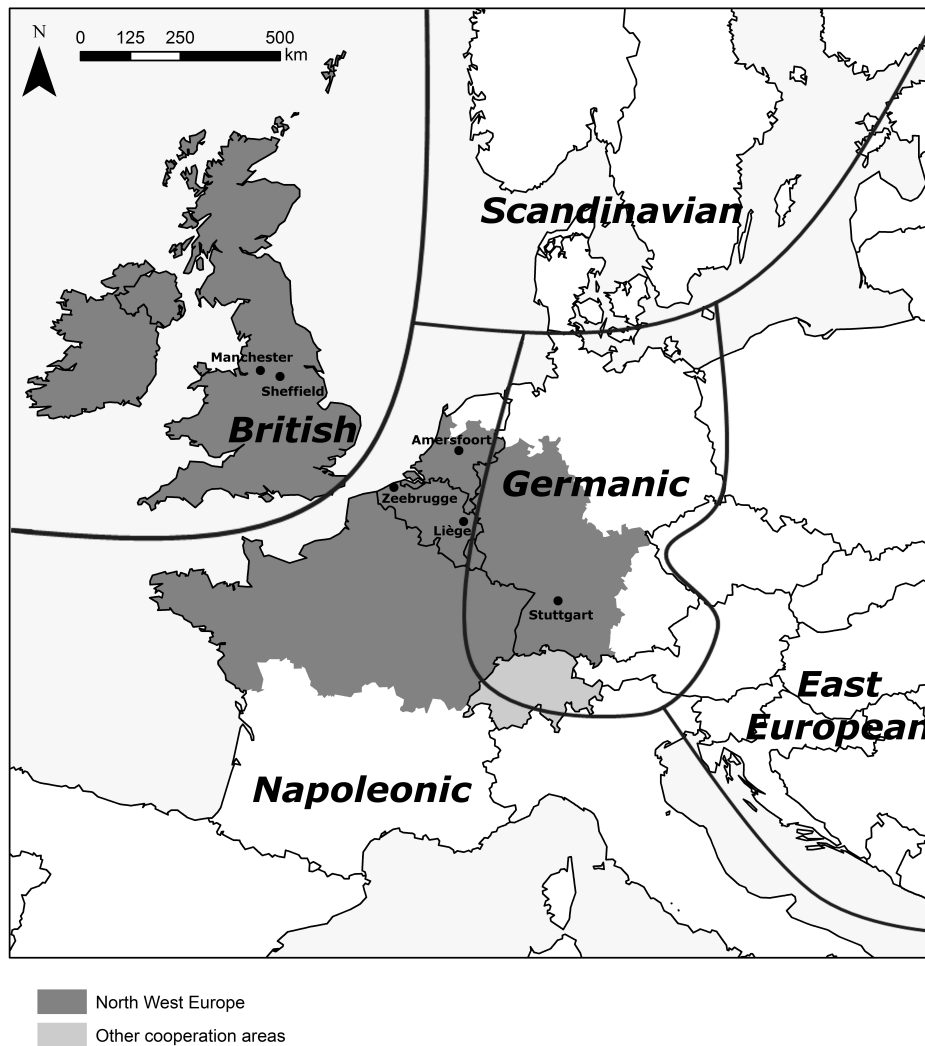 N
0 125 250 500
km
Scandinavian
Manchester
Sheffield
British
Amersfoort
Germanic
Zeebrugge
Liège
Stuttgart
East
European
Napoleonic
North West Europe
Other cooperation areas